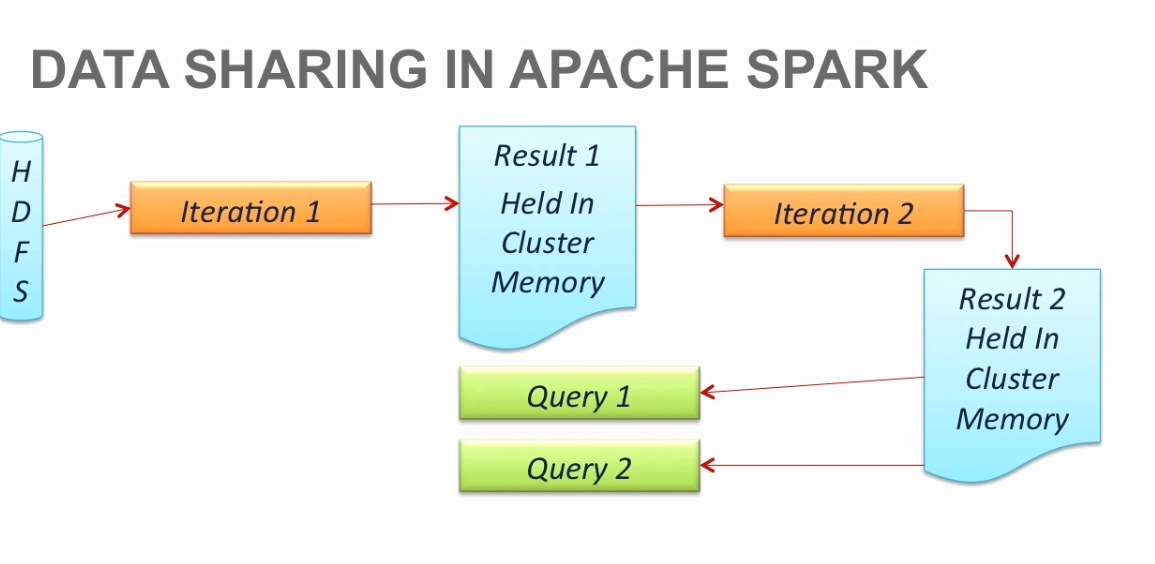 DATA SHARING IN APACHE SPARK
H
D
F
S
Iteration 1
Result 1
Held In
Cluster
Memory
Iteration 2
Result 2
Held In
Cluster
Memory
Query 1
Query 2